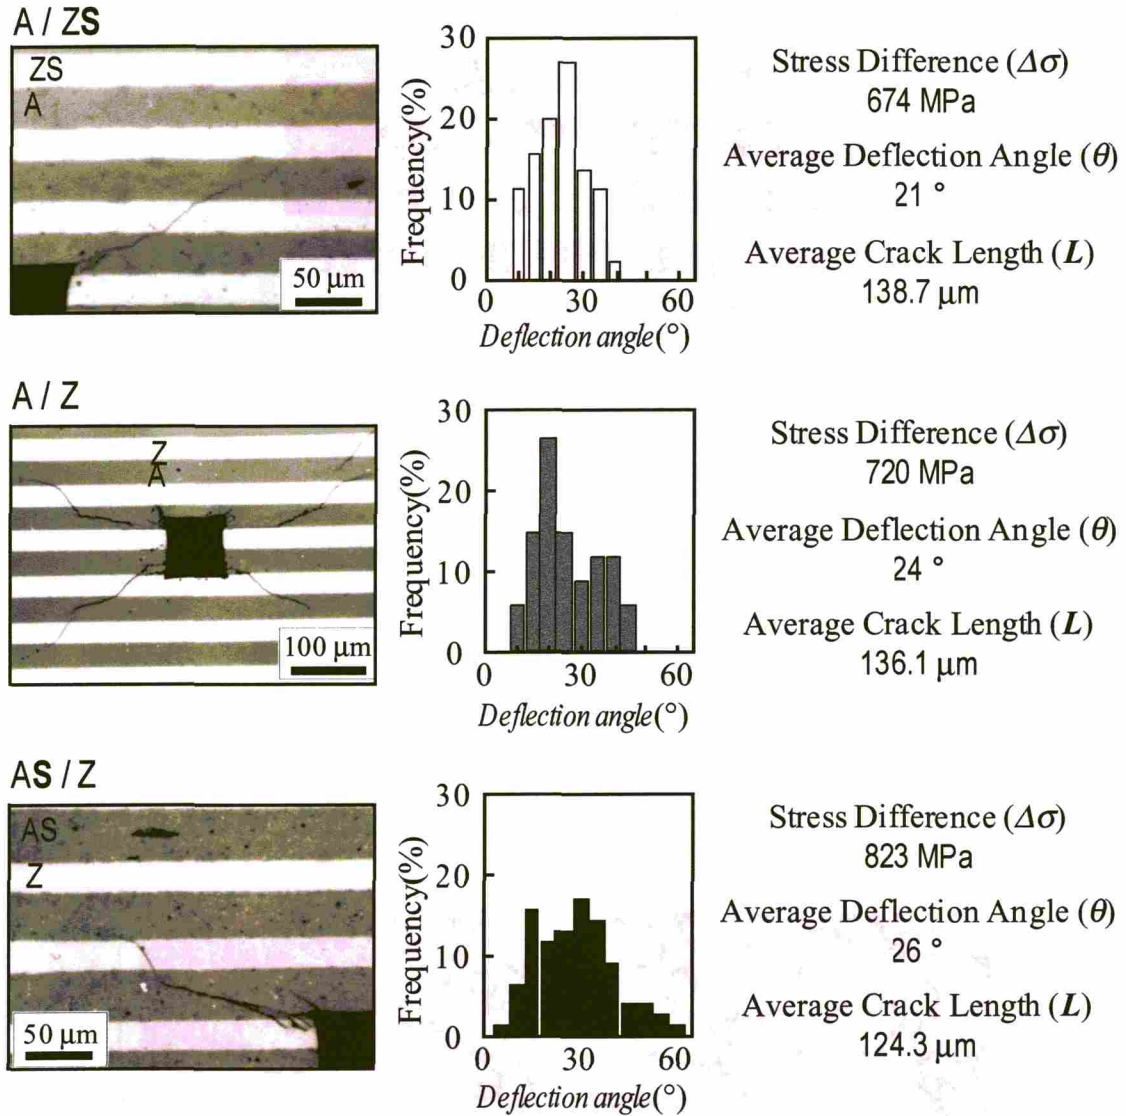 A / ZS
ZS
A
50 μm
30
20
10
0
Frequency(%)
0 30 60
Deflection angle(°)
Stress Difference (Δσ)
674 MPa
Average Deflection Angle (θ)
21 °
Average Crack Length (L)
138.7 μm
A / Z
Z
A
100 μm
30
20
10
0
Frequency(%)
0 30 60
Deflection angle(°)
Stress Difference (Δσ)
720 MPa
Average Deflection Angle (θ)
24 °
Average Crack Length (L)
136.1 μm
AS / Z
AS
Z
50 μm
30
20
10
0
Frequency(%)
0 30 60
Deflection angle(°)
Stress Difference (Δσ)
823 MPa
Average Deflection Angle (θ)
26 °
Average Crack Length (L)
124.3 μm